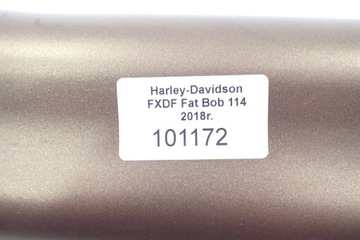 Harley-Davidson
FXDF Fat Bob 114
2018r.
101172